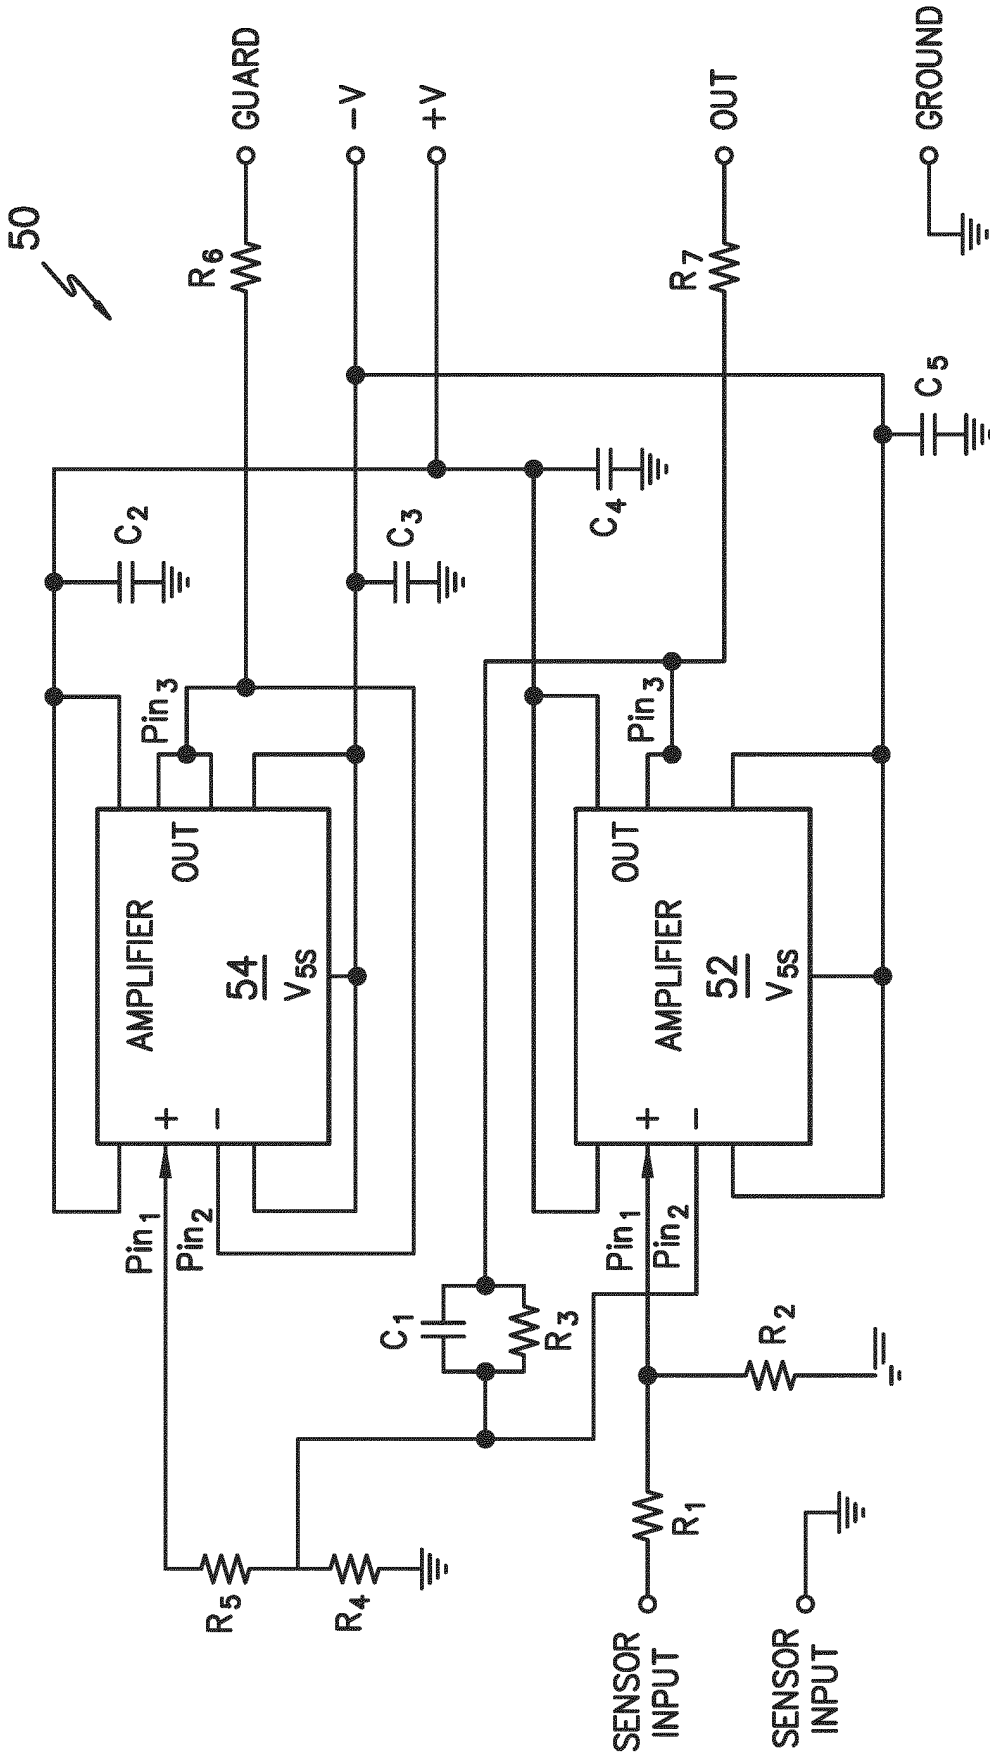 50
GUARD
-V
+V
OUT
GROUND
R6
R7
C2
C3
C4
C5
Pin3
AMPLIFIER
OUT
54
V5S
+
-
Pin1
Pin2
Pin3
AMPLIFIER
OUT
52
V5S
+
-
Pin1
Pin2
C1
R3
R2
R5
R4
R1
SENSOR
INPUT
SENSOR
INPUT